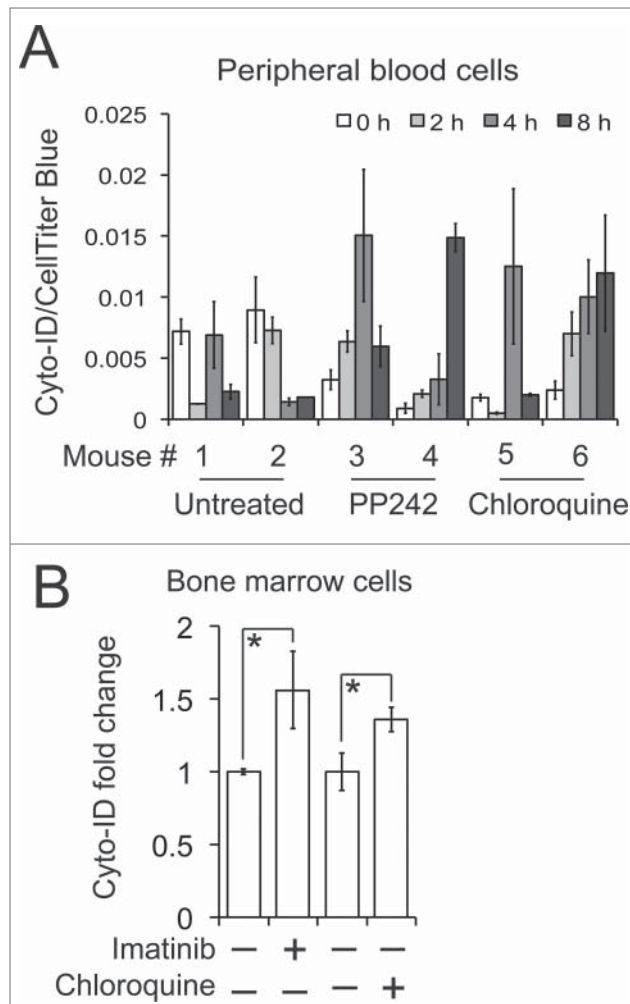 A
Peripheral blood cells
0 h 2 h 4 h 8 h
Cyto-ID/CellTiter Blue
0.025
0.02
0.015
0.01
0.005
0
Mouse # 1 2 3 4 5 6
Untreated PP242 Chloroquine
B
Bone marrow cells
Cyto-ID fold change
2
1.5
1
0.5
0
* *
Imatinib – + – –
Chloroquine – – – +